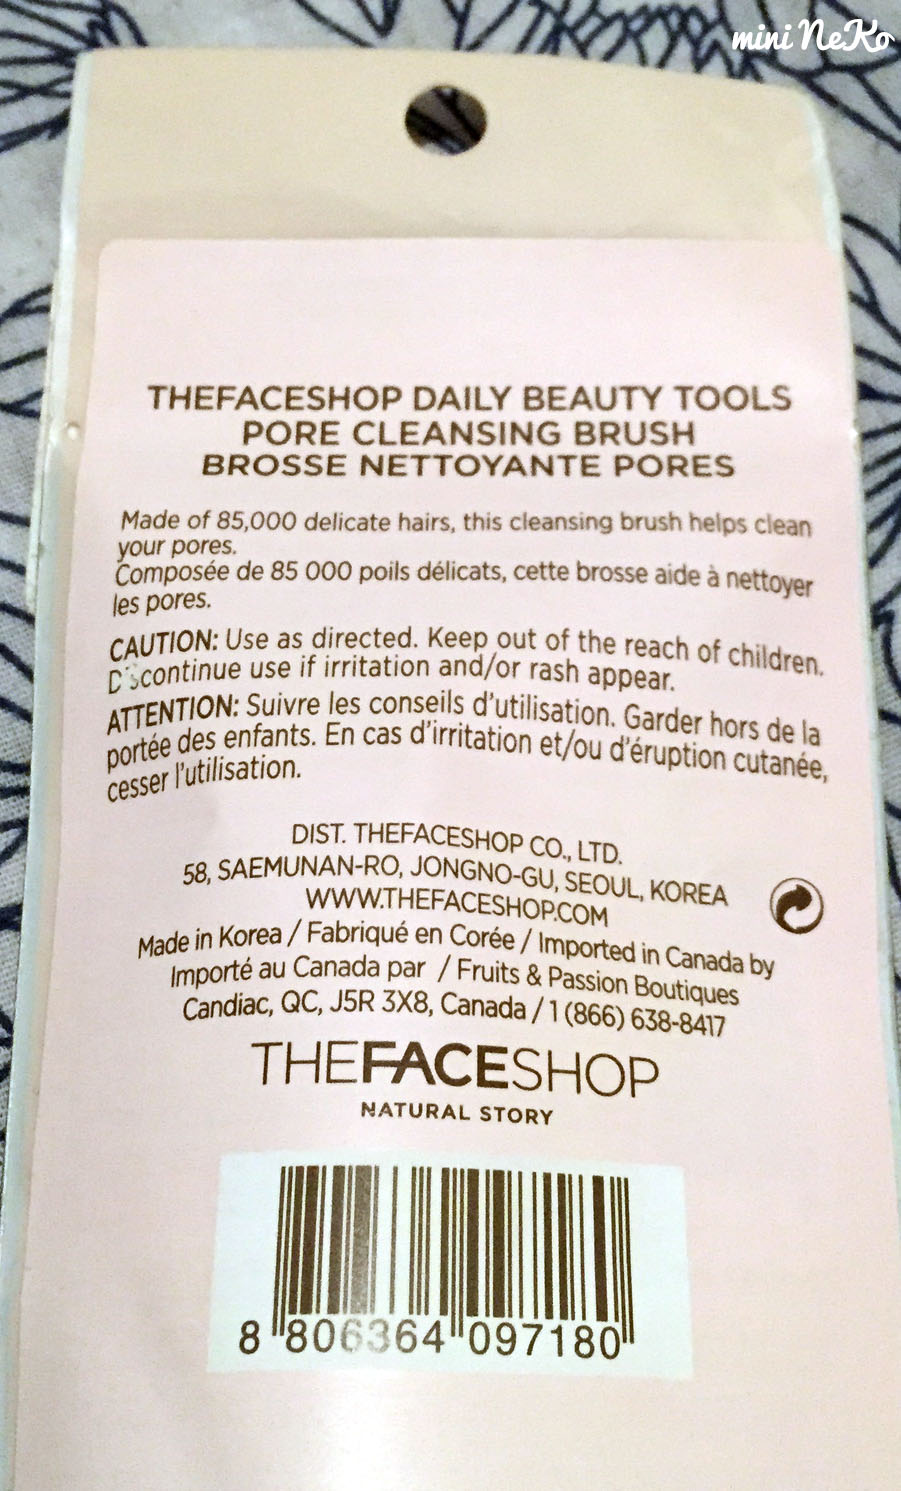 mini NeKo
THEFACESHOP DAILY BEAUTY TOOLS
PORE CLEANSING BRUSH
BROSSE NETTOYANTE PORES
Made of 85,000 delicate hairs, this cleansing brush helps clean
your pores.
Composée de 85 000 poils délicats, cette brosse aide à nettoyer
les pores.
CAUTION: Use as directed. Keep out of the reach of children.
Discontinue use if irritation and/or rash appear.
ATTENTION: Suivre les conseils d'utilisation. Garder hors de la
portée des enfants. En cas d'irritation et/ou d'éruption cutanée,
cesser l'utilisation.
DIST. THEFACESHOP CO., LTD.
58, SAEMUNAN-RO, JONGNO-GU, SEOUL, KOREA
WWW.THEFACESHOP.COM
Made in Korea / Fabriqué en Corée / Imported in Canada by
Importé au Canada par / Fruits & Passion Boutiques
Candiac, QC, J5R 3X8, Canada / 1 (866) 638-8417
THEFACESHOP
NATURAL STORY
8 806364 097180